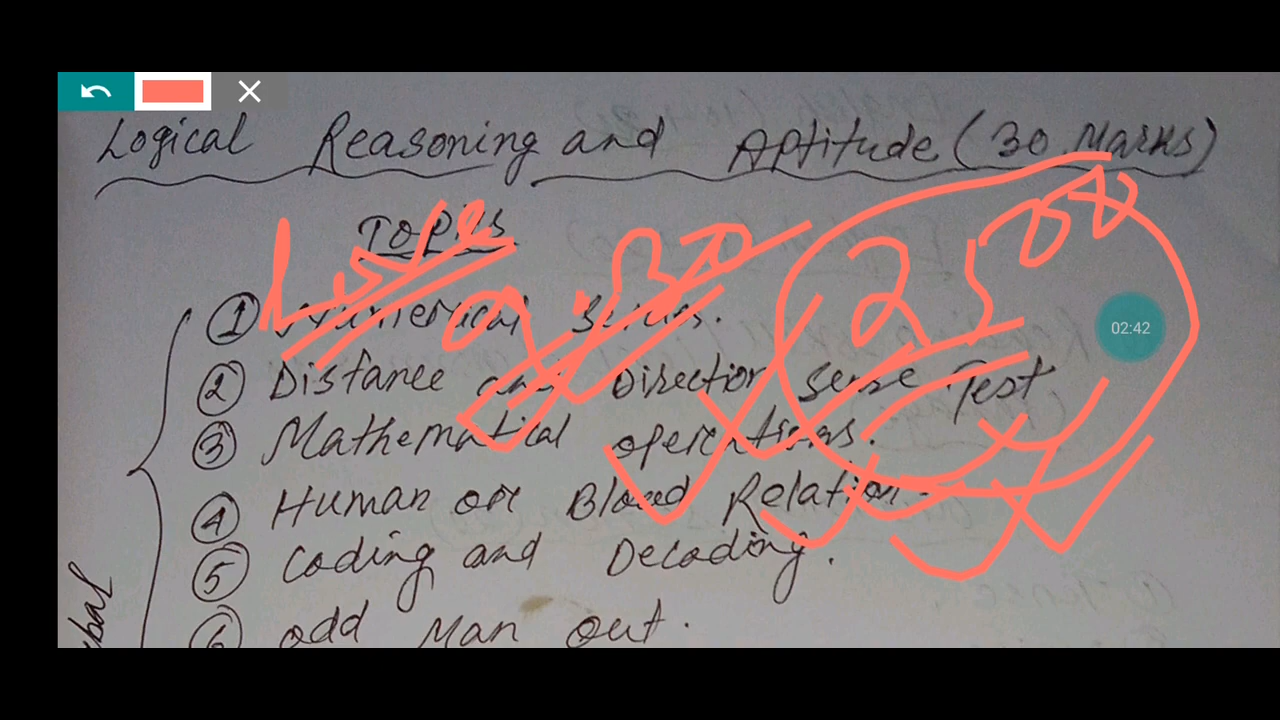 Logical Reasoning and Aptitude (30 Marks)
Topics
① Numerical Series.
② Distance and Direction Sense Test
③ Mathematical operations.
④ Human or Blood Relation.
⑤ Coding and Decoding.
⑥ odd Man out.
02:42